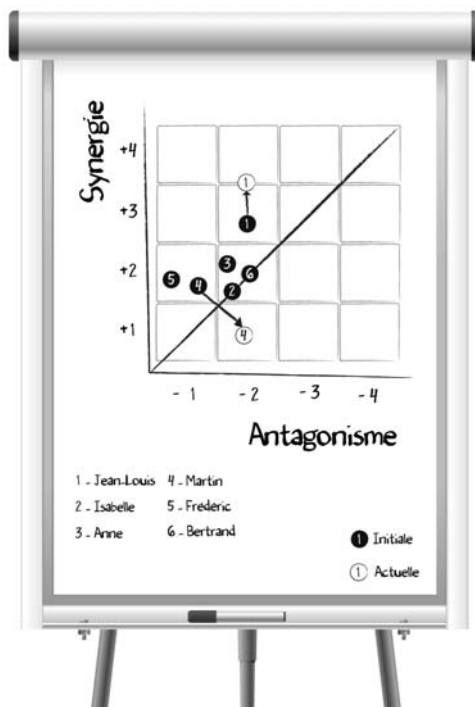 Synergie
+4
+3
+2
+1
1
1
3
5
4
6
2
4
- 1 - 2 - 3 - 4
Antagonisme
1 - Jean-Louis 4 - Martin
2 - Isabelle 5 - Fréderic
3 - Anne 6 - Bertrand
1 Initiale
1 Actuelle